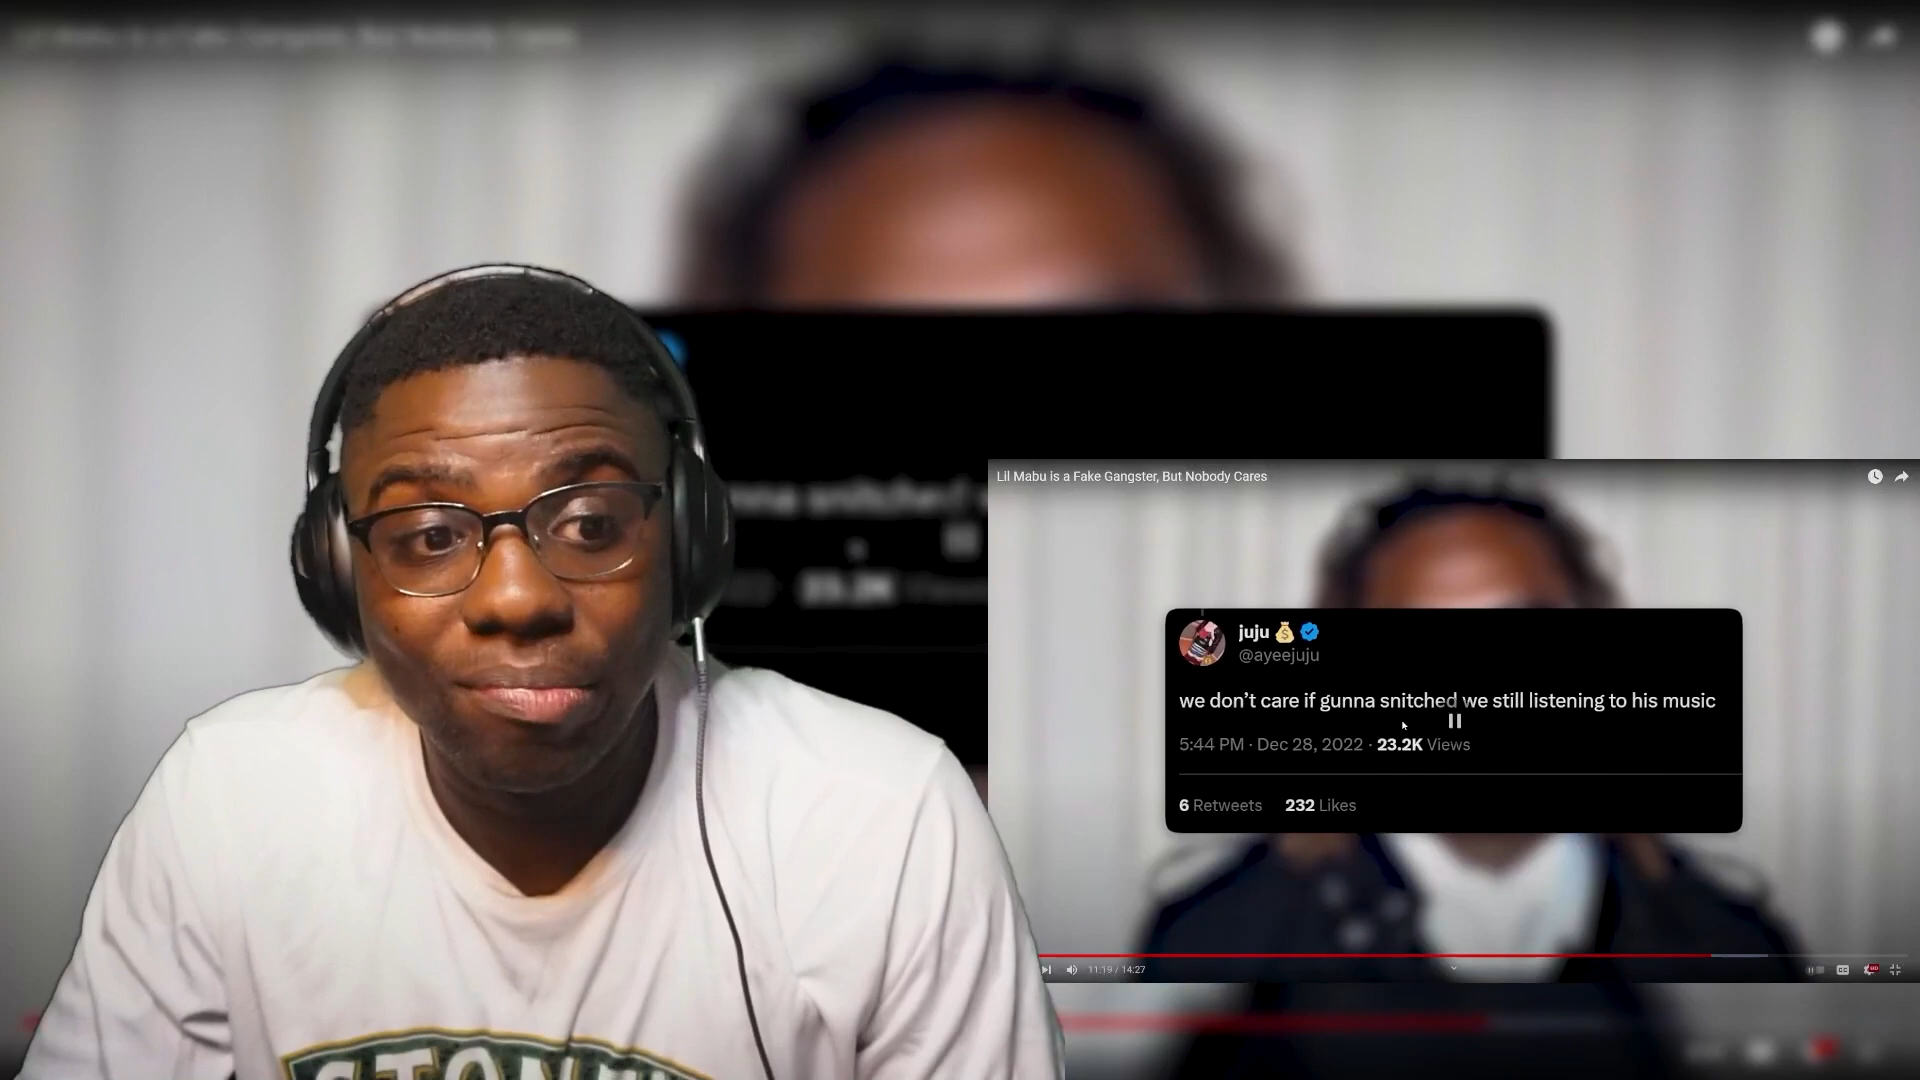 Lil Mabu is a Fake Gangster, But Nobody Cares
juju
@ayeejuju
we don’t care if gunna snitched we still listening to his music
5:44 PM · Dec 28, 2022 · 23.2K Views
6 Retweets 232 Likes
11:19 / 14:27
CC
HD